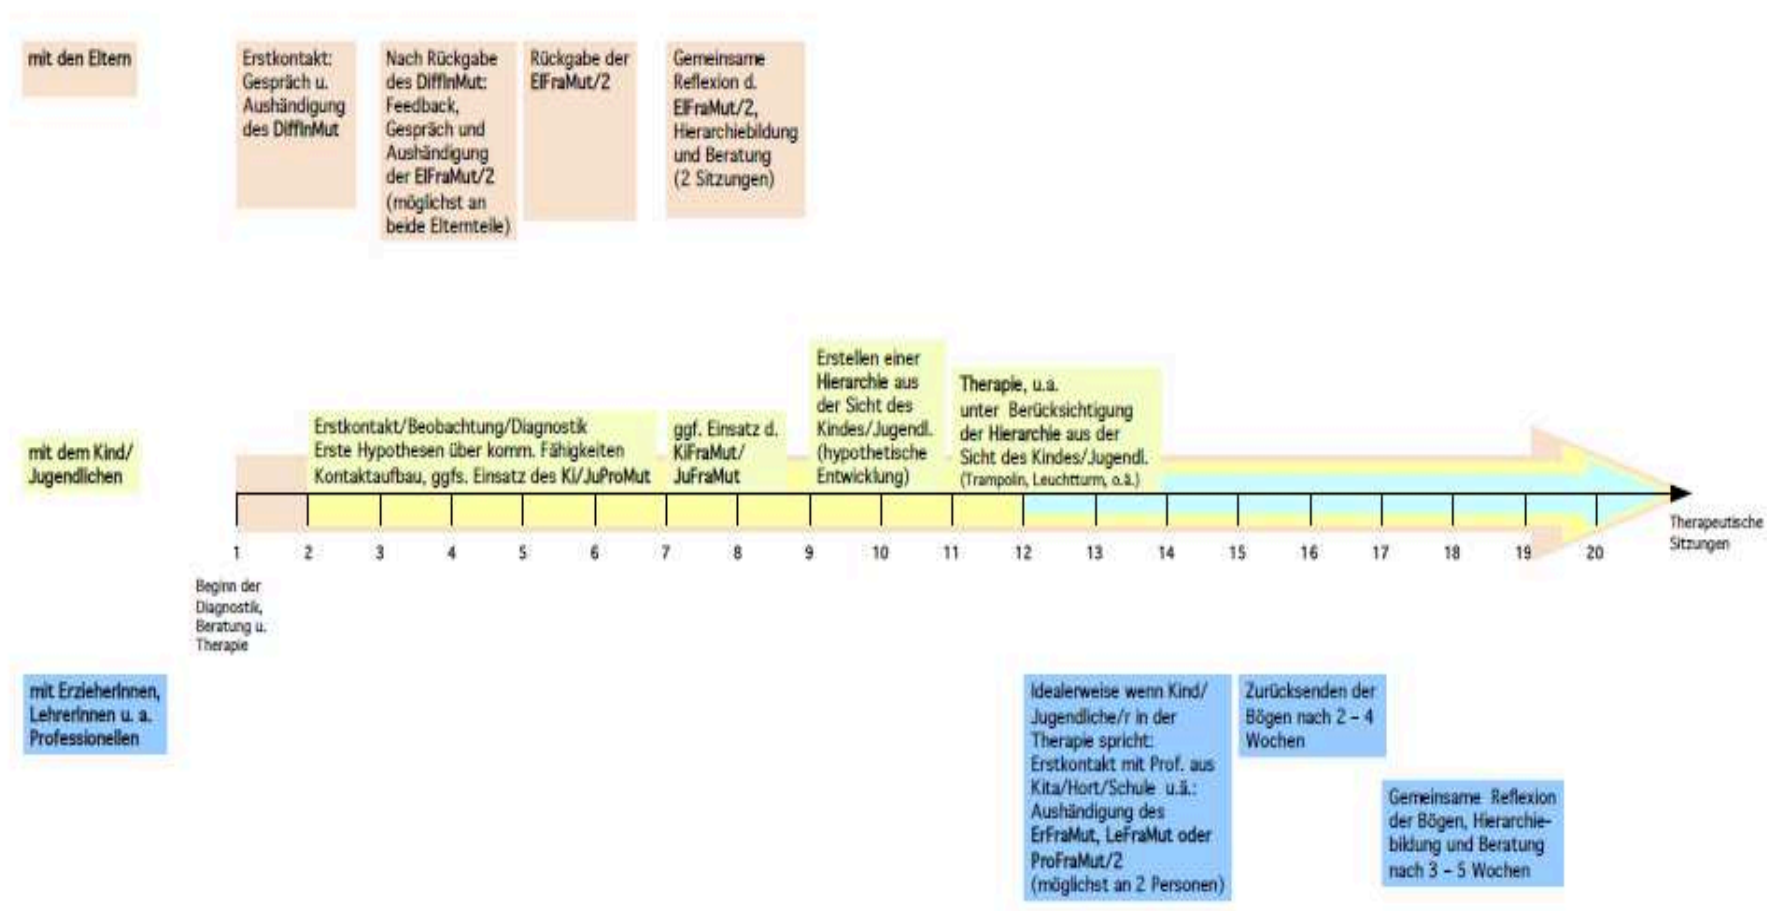 mit den Eltern
Erstkontakt:
Gespräch u.
Aushändigung
des DiffInMut
Nach Rückgabe
des DiffInMut:
Feedback,
Gespräch und
Aushändigung
der ElFraMut/2
(möglichst an
beide Elternteile)
Rückgabe der
ElFraMut/2
Gemeinsame
Reflexion d.
ElFraMut/2,
Hierarchiebildung
und Beratung
(2 Sitzungen)
mit dem Kind/
Jugendlichen
Erstkontakt/Beobachtung/Diagnostik
Erste Hypothesen über komm. Fähigkeiten
Kontaktaufbau, ggfs. Einsatz des Ki/JuProMut
ggf. Einsatz d.
KiFraMut/
JuFraMut
Erstellen einer
Hierarchie aus
der Sicht des
Kindes/Jugendl.
(hypothetische
Entwicklung)
Therapie, u.a.
unter Berücksichtigung
der Hierarchie aus der
Sicht des Kindes/Jugendl.
(Trampolin, Leuchtturm, o.ä.)
1 2 3 4 5 6 7 8 9 10 11 12 13 14 15 16 17 18 19 20
Therapeutische
Sitzungen
Beginn der
Diagnostik,
Beratung u.
Therapie
mit ErzieherInnen,
LehrerInnen u. a.
Professionellen
Idealerweise wenn Kind/
Jugendliche/r in der
Therapie spricht:
Erstkontakt mit Prof. aus
Kita/Hort/Schule u.ä.:
Aushändigung des
ErFraMut, LeFraMut oder
ProFraMut/2
(möglichst an 2 Personen)
Zurücksenden der
Bögen nach 2 – 4
Wochen
Gemeinsame Reflexion
der Bögen, Hierarchie-
bildung und Beratung
nach 3 – 5 Wochen